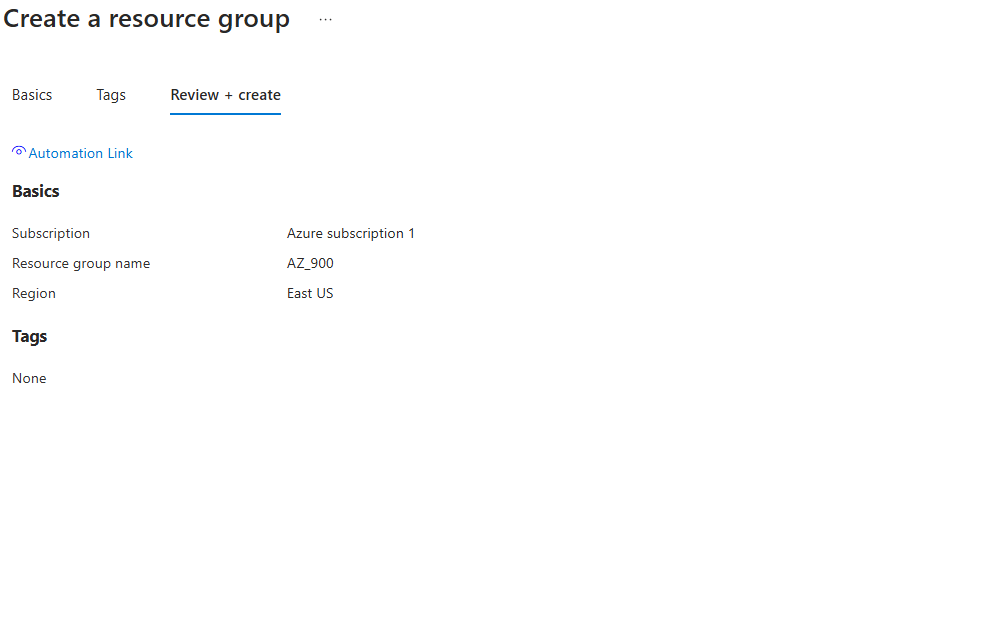 Create a resource group ...
Basics Tags Review + create
Automation Link
Basics
Subscription Azure subscription 1
Resource group name AZ_900
Region East US
Tags
None